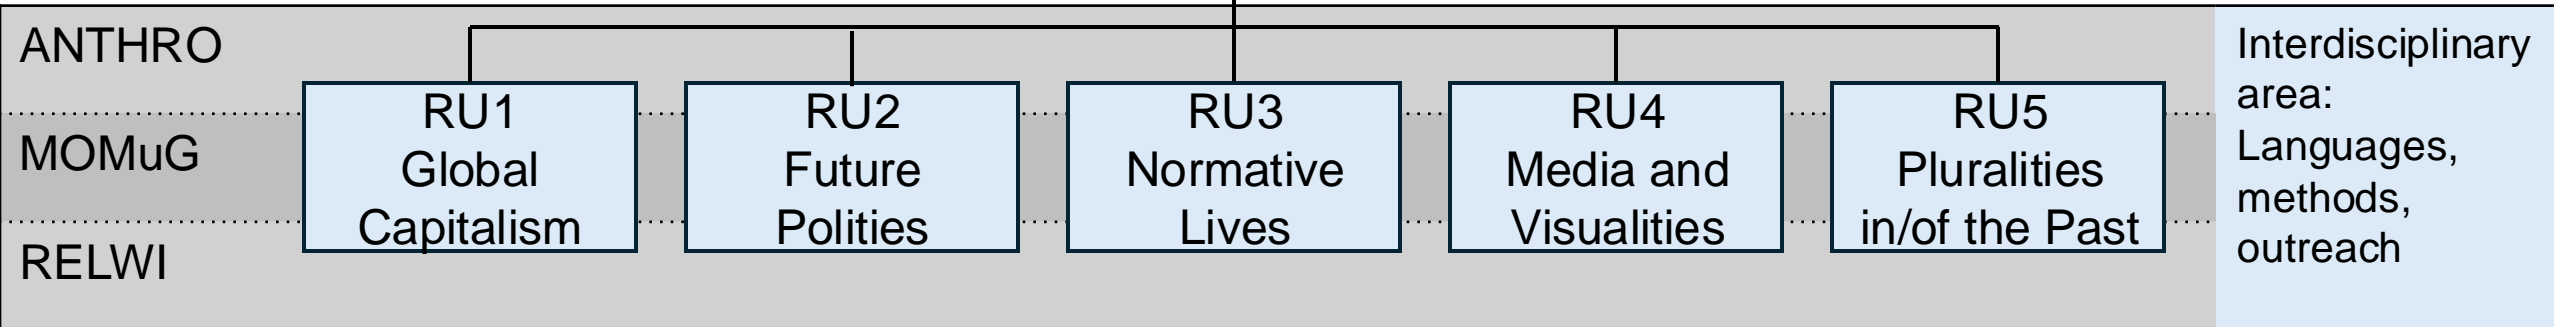 ANTHRO
MOMuG
RELWI
RU1
Global
Capitalism
RU2
Future
Polities
RU3
Normative
Lives
RU4
Media and
Visualities
RU5
Pluralities
in/of the Past
Interdisciplinary
area:
Languages,
methods,
outreach